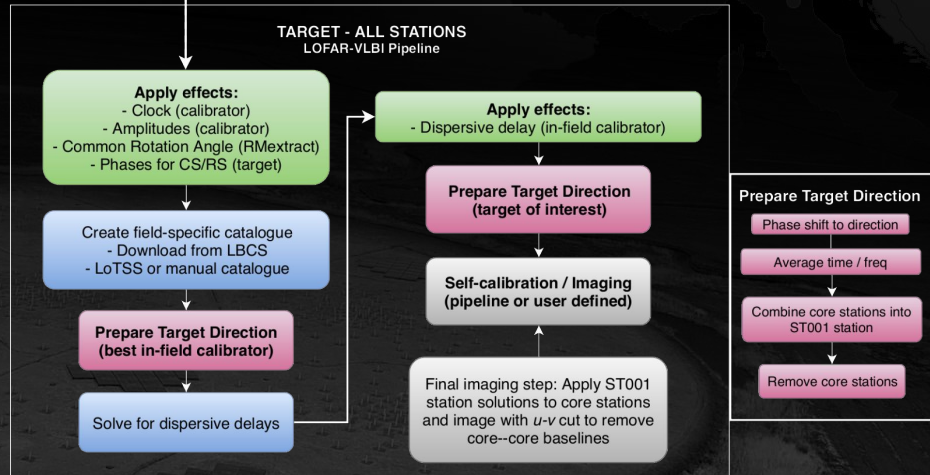 TARGET - ALL STATIONS
LOFAR-VLBI Pipeline
Apply effects:
- Clock (calibrator)
- Amplitudes (calibrator)
- Common Rotation Angle (RMextract)
- Phases for CS/RS (target)
Create field-specific catalogue
- Download from LBCS
- LoTSS or manual catalogue
Prepare Target Direction
(best in-field calibrator)
Solve for dispersive delays
Apply effects:
- Dispersive delay (in-field calibrator)
Prepare Target Direction
(target of interest)
Self-calibration / Imaging
(pipeline or user defined)
Final imaging step: Apply ST001
station solutions to core stations
and image with u-v cut to remove
core--core baselines
Prepare Target Direction
Phase shift to direction
Average time / freq
Combine core stations into
ST001 station
Remove core stations